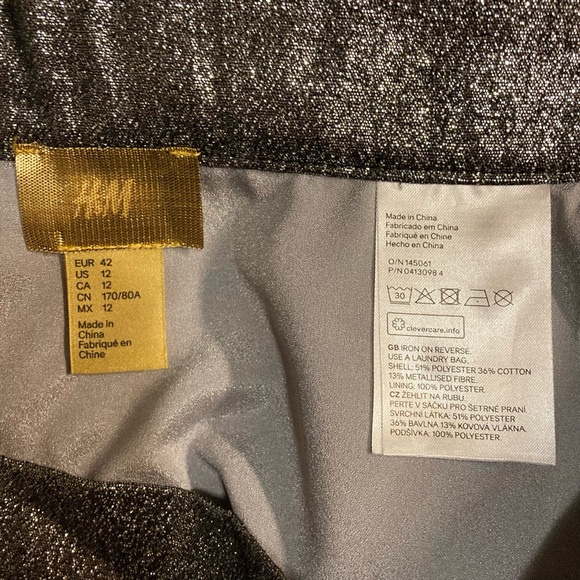 H&M
EUR 42
US 12
CA 12
CN 170/80A
MX 12
Made in
China
Fabriqué en
Chine
Made in China
Fabricado em China
Fabriqué en Chine
Hecho en China
O/N 145061
P/N 0413098 4
30
clevercare.info
GB IRON ON REVERSE.
USE A LAUNDRY BAG.
SHELL: 51% POLYESTER 36% COTTON
13% METALLISED FIBRE.
LINING: 100% POLYESTER.
CZ ŽEHLIT NA RUBU.
PERTE V SÁČKU PRO ŠETRNÉ PRANÍ.
SVRCHNÍ LÁTKA: 51% POLYESTER
36% BAVLNA 13% KOVOVÁ VLÁKNA.
PODŠÍVKA: 100% POLYESTER.